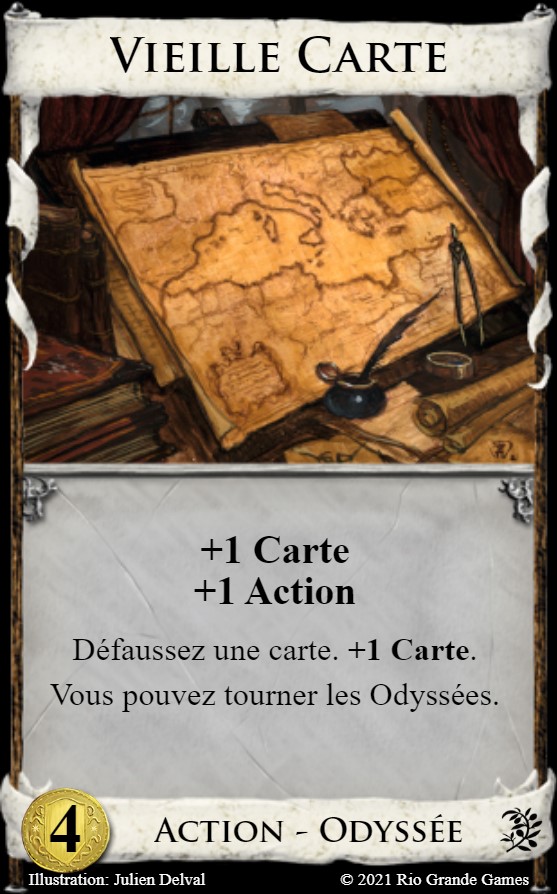 Vieille Carte
+1 Carte
+1 Action
Défaussez une carte. +1 Carte.
Vous pouvez tourner les Odyssées.
4
Action - Odyssée
Illustration: Julien Delval
© 2021 Rio Grande Games